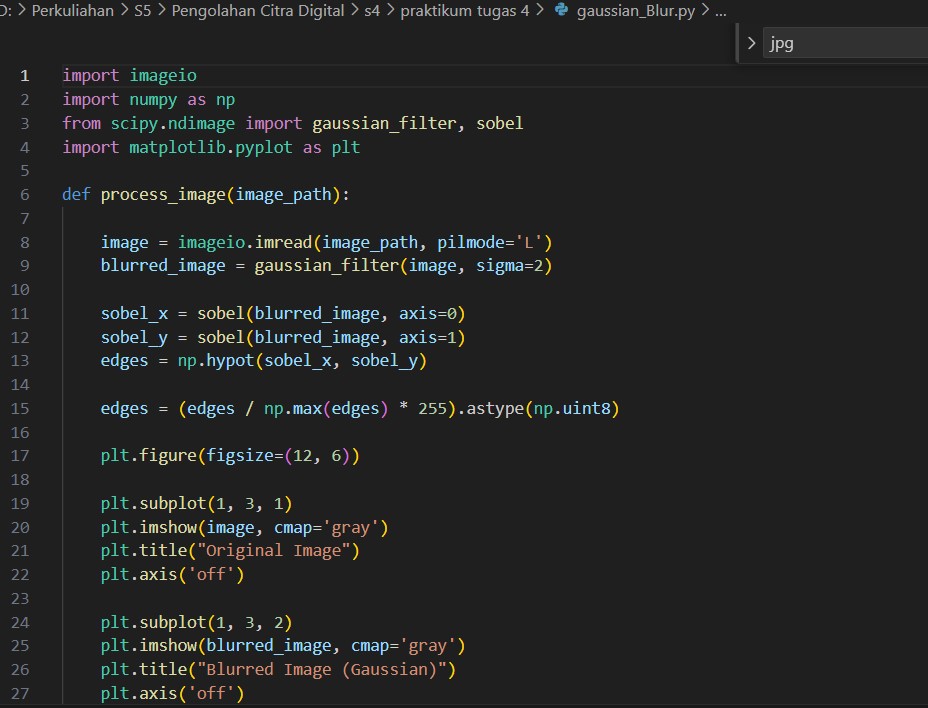 D: > Perkuliahan > S5 > Pengolahan Citra Digital > s4 > praktikum tugas 4 > gaussian_Blur.py > ...
> jpg
1 import imageio
2 import numpy as np
3 from scipy.ndimage import gaussian_filter, sobel
4 import matplotlib.pyplot as plt
5
6 def process_image(image_path):
7
8     image = imageio.imread(image_path, pilmode='L')
9     blurred_image = gaussian_filter(image, sigma=2)
10
11     sobel_x = sobel(blurred_image, axis=0)
12     sobel_y = sobel(blurred_image, axis=1)
13     edges = np.hypot(sobel_x, sobel_y)
14
15     edges = (edges / np.max(edges) * 255).astype(np.uint8)
16
17     plt.figure(figsize=(12, 6))
18
19     plt.subplot(1, 3, 1)
20     plt.imshow(image, cmap='gray')
21     plt.title("Original Image")
22     plt.axis('off')
23
24     plt.subplot(1, 3, 2)
25     plt.imshow(blurred_image, cmap='gray')
26     plt.title("Blurred Image (Gaussian)")
27     plt.axis('off')